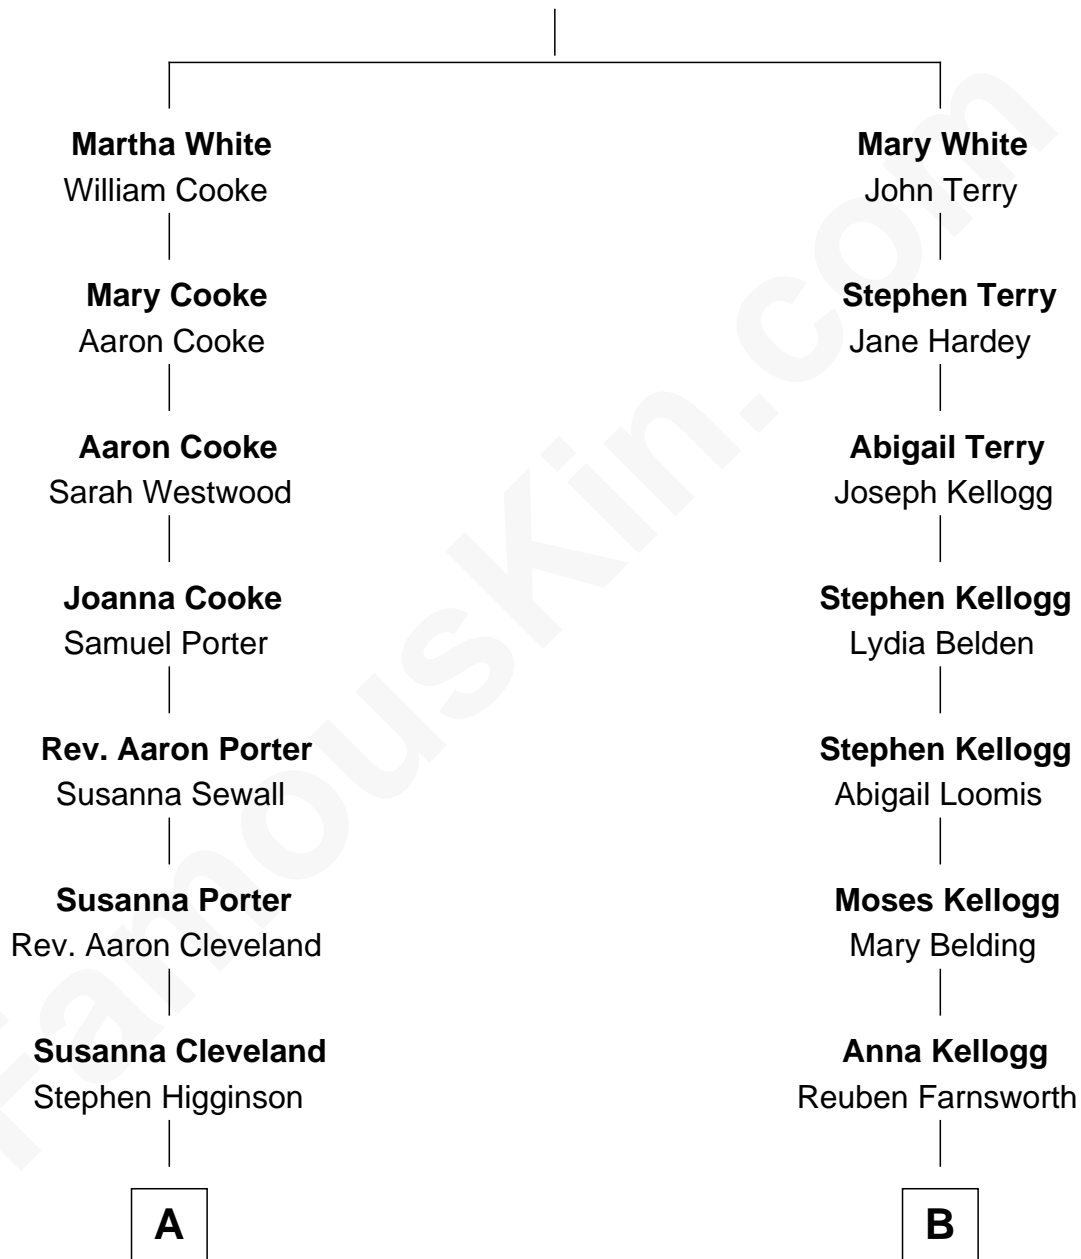 Martha White
William Cooke
Mary Cooke
Aaron Cooke
Aaron Cooke
Sarah Westwood
Joanna Cooke
Samuel Porter
Rev. Aaron Porter
Susanna Sewall
Susanna Porter
Rev. Aaron Cleveland
Susanna Cleveland
Stephen Higginson
A
Mary White
John Terry
Stephen Terry
Jane Hardey
Abigail Terry
Joseph Kellogg
Stephen Kellogg
Lydia Belden
Stephen Kellogg
Abigail Loomis
Moses Kellogg
Mary Belding
Anna Kellogg
Reuben Farnsworth
B
FamousKin.com